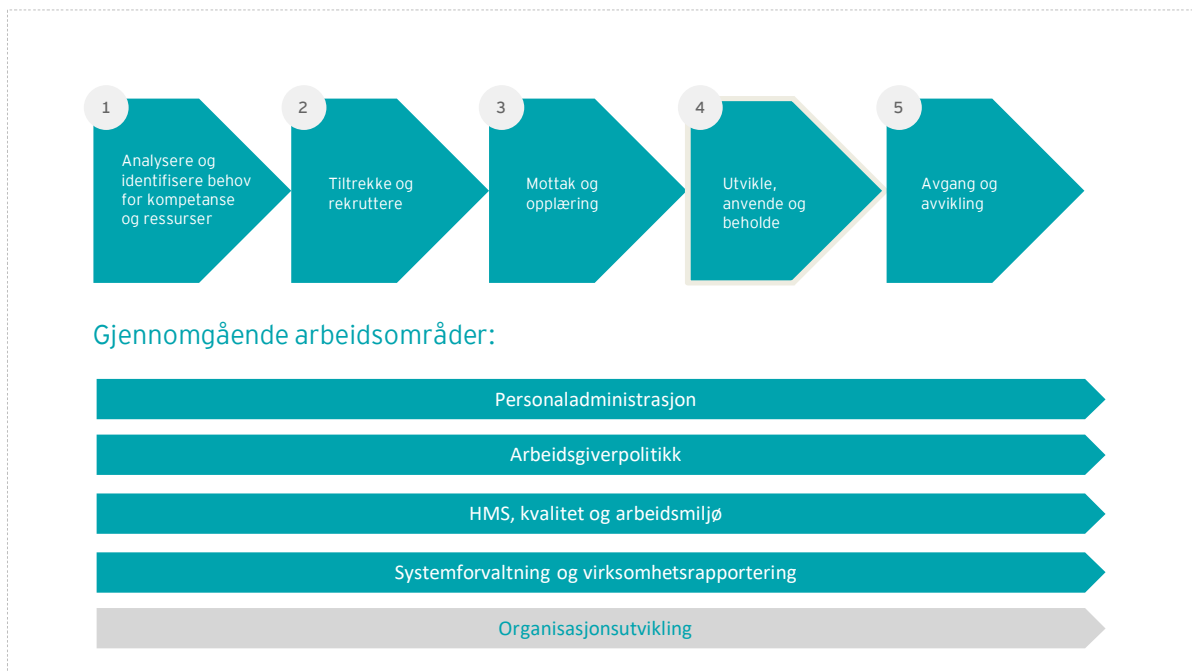 1
Analysere og
identifisere behov
for kompetanse
og ressurser
2
Tiltrekke og
rekruttere
3
Mottak og
opplæring
4
Utvikle,
anvende og
beholde
5
Avgang og
avvikling
Gjennomgående arbeidsområder:
Personaladministrasjon
Arbeidsgiverpolitikk
HMS, kvalitet og arbeidsmiljø
Systemforvaltning og virksomhetsrapportering
Organisasjonsutvikling